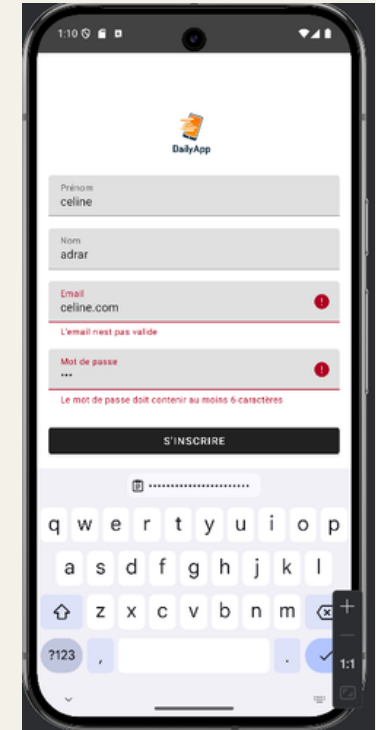 1:10
DailyApp
Prénom
celine
Nom
adrar
Email
celine.com
L'email n'est pas valide
Mot de passe
•••
Le mot de passe doit contenir au moins 6 caractères
S'INSCRIRE
•••••••••••••••••••••••
q w e r t y u i o p
a s d f g h j k l
z x c v b n m
?123 , .
1:1